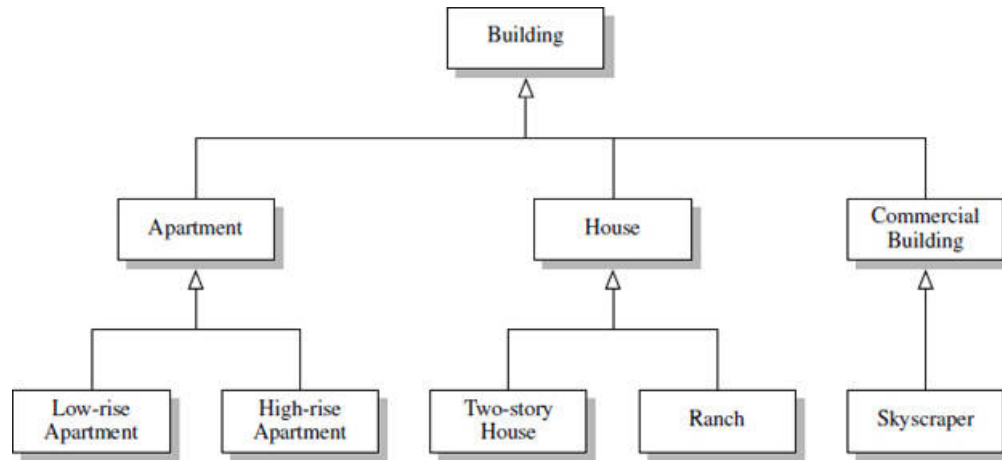 Building
Apartment
House
Commercial
Building
Low-rise
Apartment
High-rise
Apartment
Two-story
House
Ranch
Skyscraper